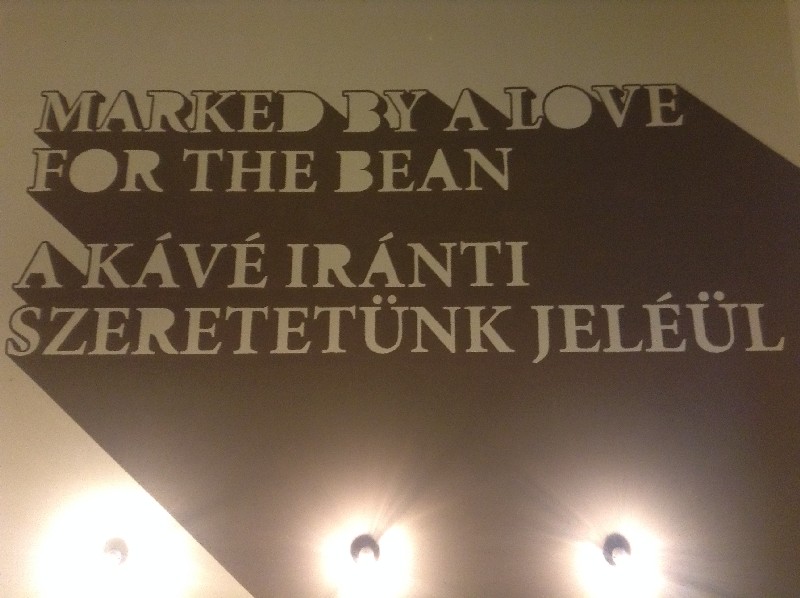 MARKED BY A LOVE
FOR THE BEAN
A KÁVÉ IRÁNTI
SZERETETÜNK JELÉÜL